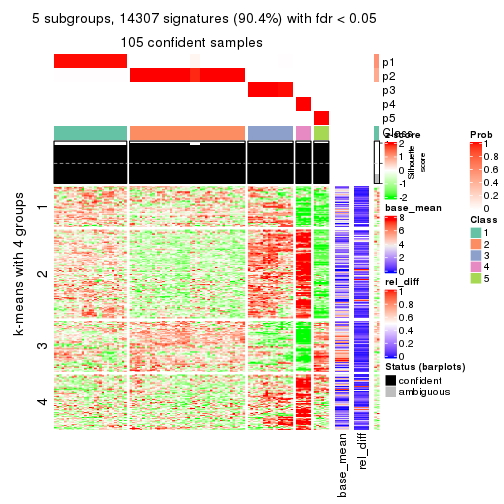 5 subgroups, 14307 signatures (90.4%) with fdr < 0.05
105 confident samples
p1
p2
p3
p4
p5
Class
z-score
2
1
0
-1
-2
Silhouette
score
Prob
1
0.8
0.6
0.4
0.2
0
base_mean
8
6
4
2
0
Class
1
2
3
4
5
rel_diff
1
0.8
0.6
0.4
0.2
0
Status (barplots)
confident
ambiguous
k-means with 4 groups
1
2
3
4
base_mean
rel_diff